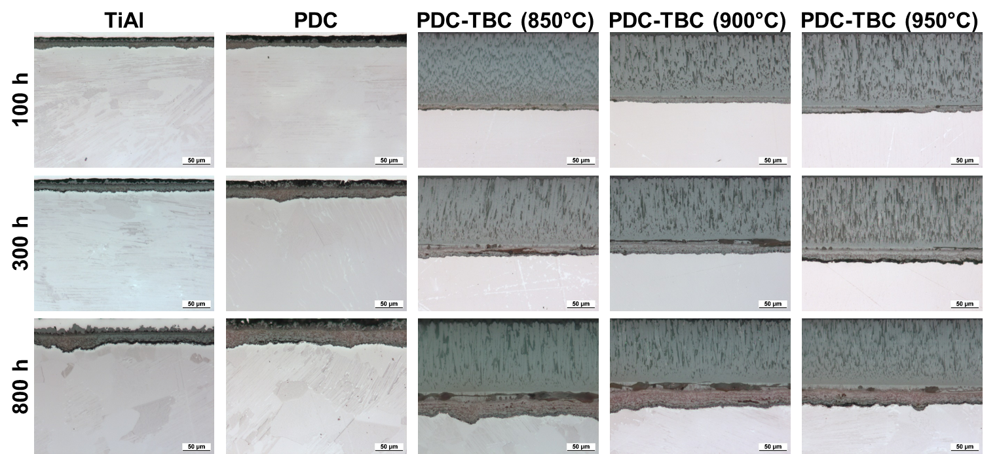 TiAl PDC PDC-TBC (850°C) PDC-TBC (900°C) PDC-TBC (950°C)
100 h
50 µm 50 µm 50 µm 50 µm 50 µm
300 h
50 µm 50 µm 50 µm 50 µm 50 µm
800 h
50 µm 50 µm 50 µm 50 µm 50 µm